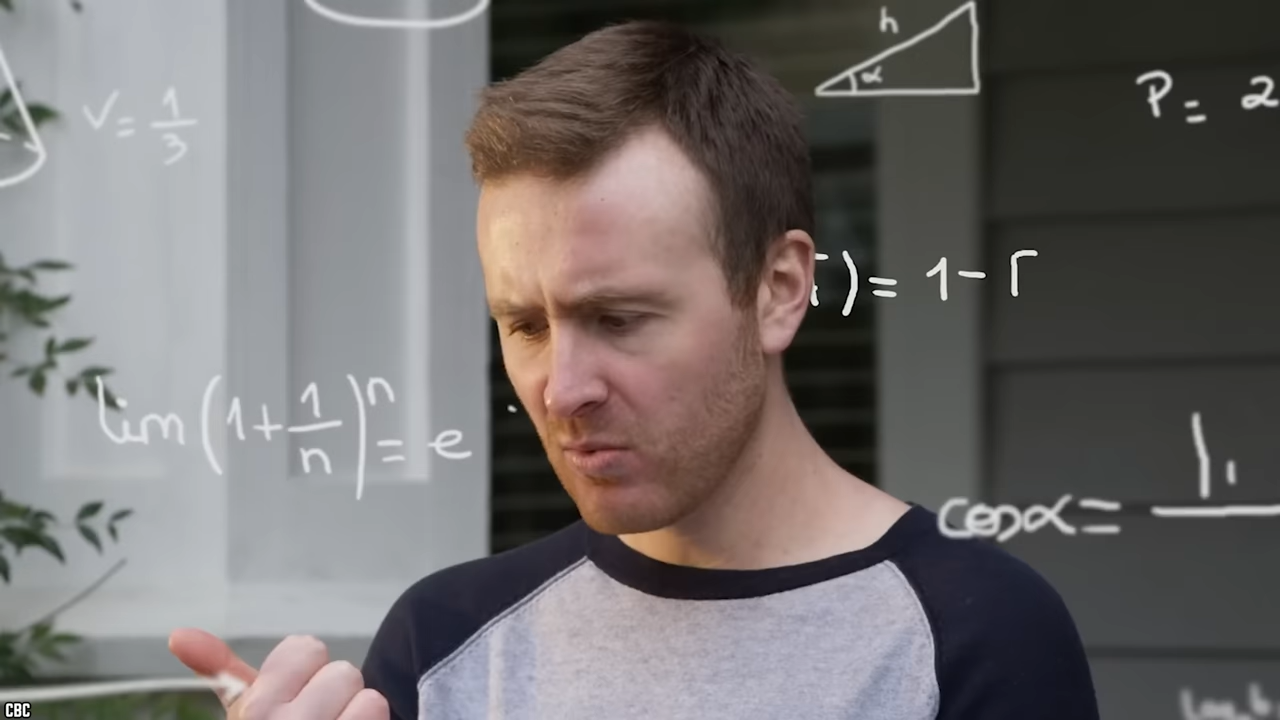 h
α
V = 1/3
P = 2
) = 1 - Γ
lim (1 + 1/n)^n = e
cos α =
CBC